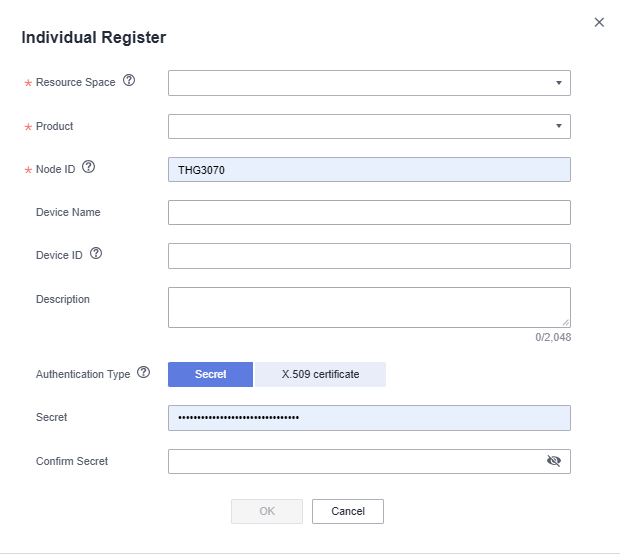 Individual Register
* Resource Space ?
* Product
* Node ID ? THG3070
Device Name
Device ID ?
Description
0/2,048
Authentication Type ? Secret X.509 certificate
Secret ••••••••••••••••••••••••••••••••
Confirm Secret
OK Cancel